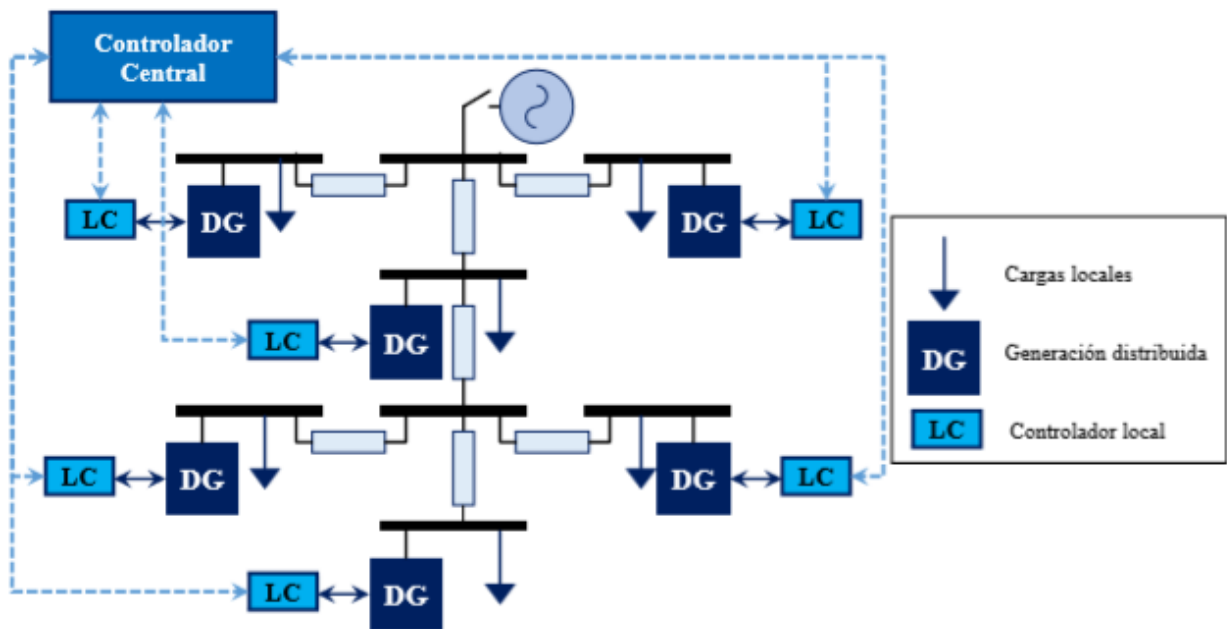 Controlador
Central
LC
DG
DG
LC
LC
DG
LC
DG
DG
LC
LC
DG
Cargas locales
DG
Generación distribuida
LC
Controlador local